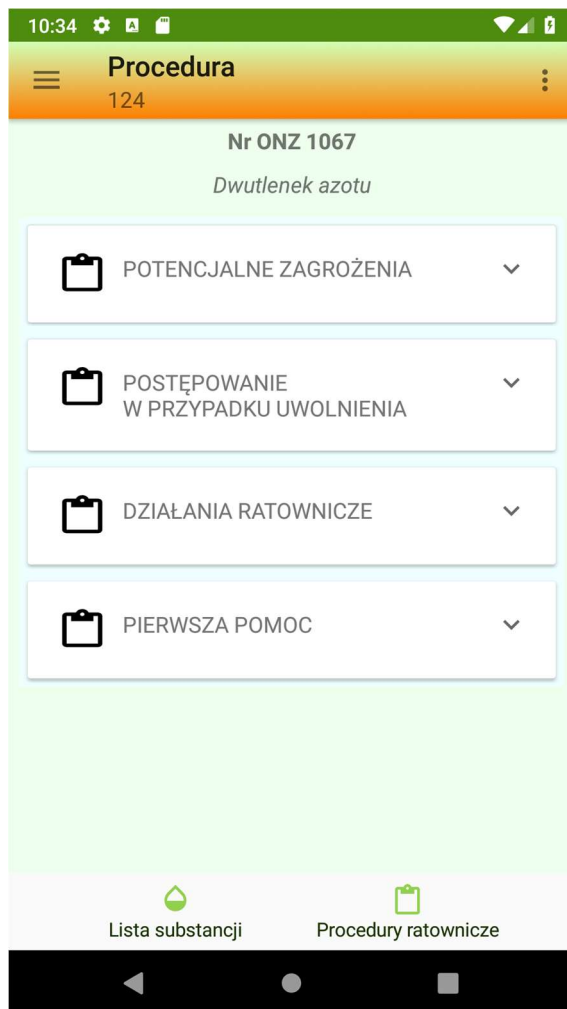 10:34
Procedura
124
Nr ONZ 1067
Dwutlenek azotu
POTENCJALNE ZAGROŻENIA
POSTĘPOWANIE
W PRZYPADKU UWOLNIENIA
DZIAŁANIA RATOWNICZE
PIERWSZA POMOC
Lista substancji
Procedury ratownicze